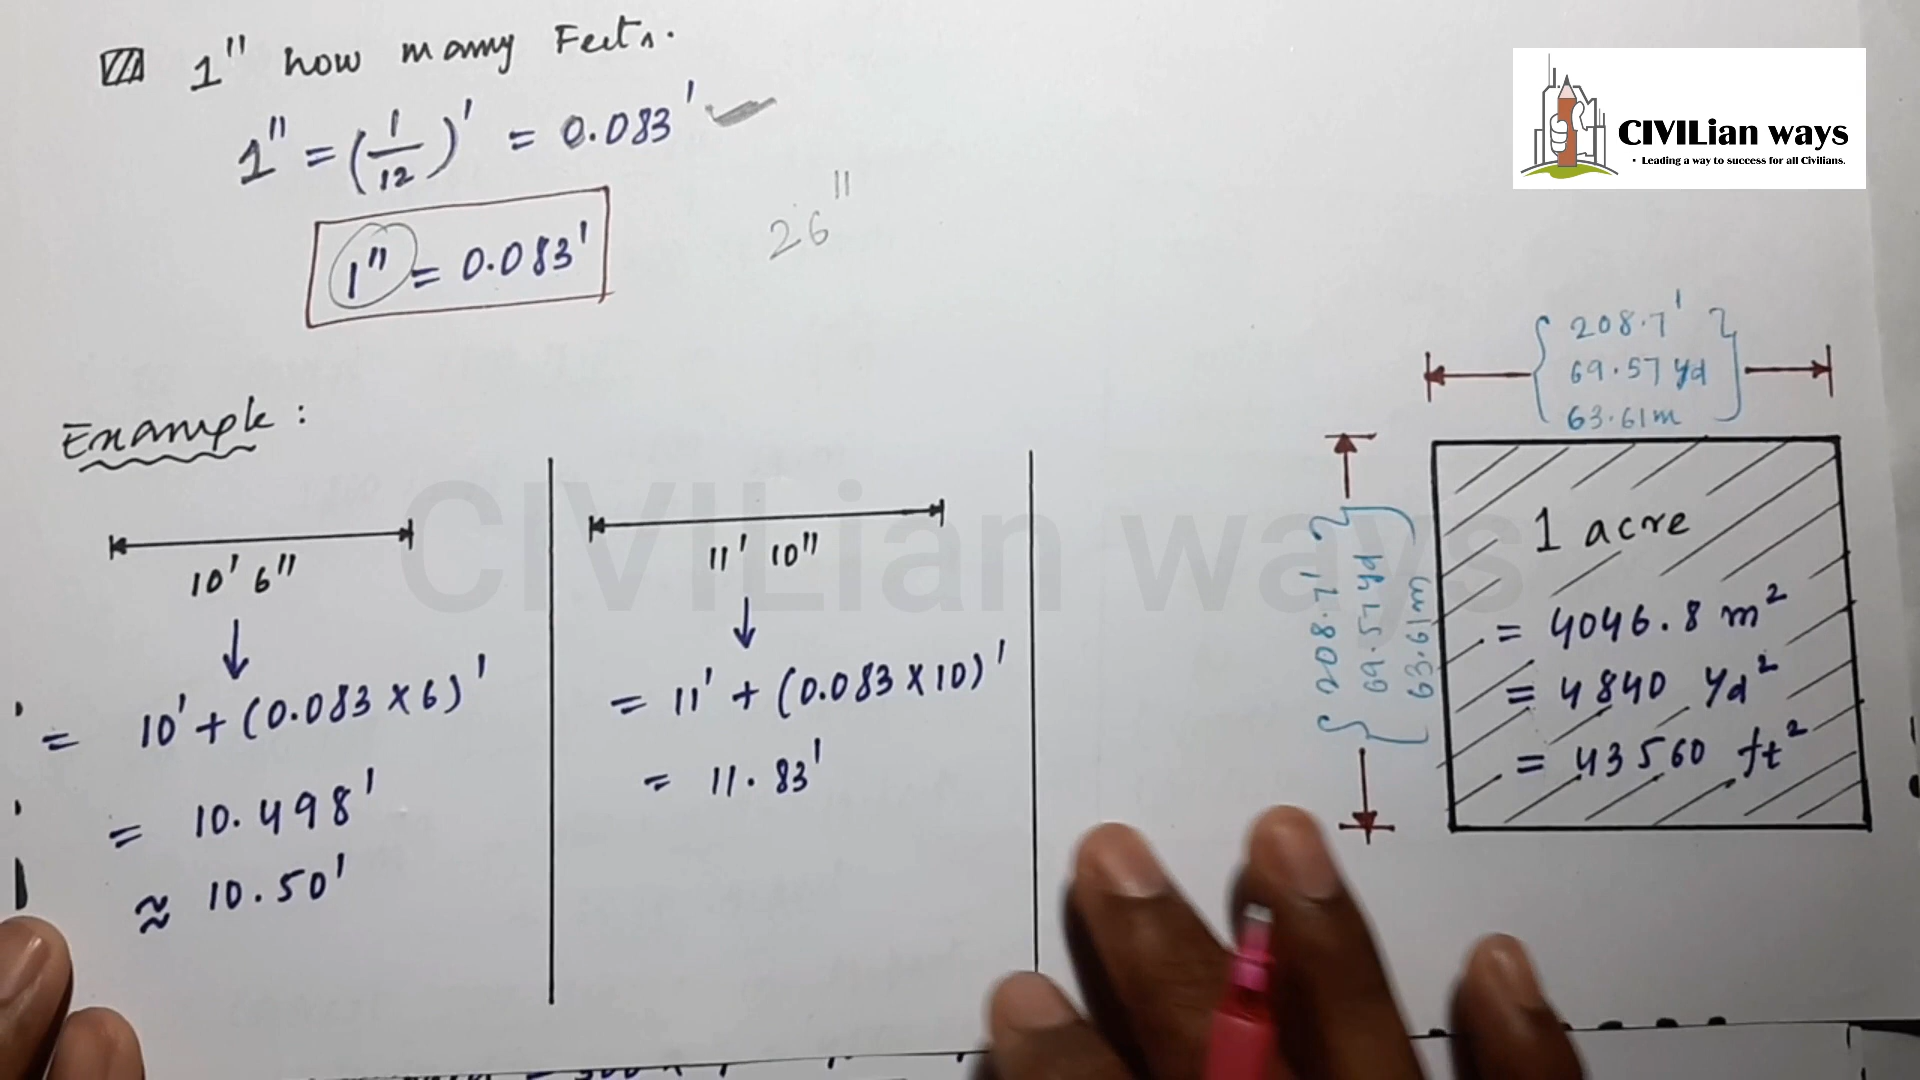 1" how many Feets.
1" = (1/12)' = 0.083'
1" = 0.083'
26"
Example :
10' 6"
= 10' + (0.083 x 6)'
= 10.498'
≈ 10.50'
11' 10"
= 11' + (0.083 x 10)'
= 11.83'
CIVILian ways
• Leading a way to success for all Civilians.
208.7'
69.57 yd
63.61m
208.7'
69.57 yd
63.61m
1 acre
= 4046.8 m²
= 4840 Yd²
= 43560 ft²
CIVILian ways